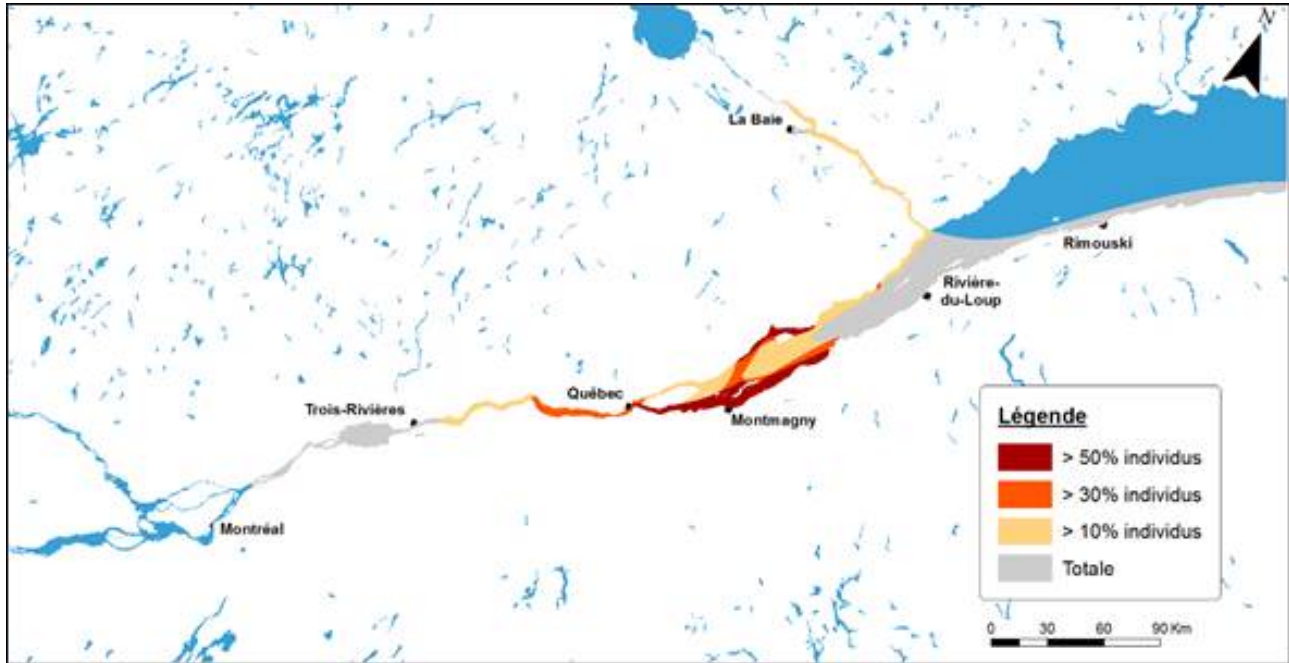 N
La Baie
Rimouski
Rivière-
du-Loup
Québec
Trois-Rivières
Montmagny
Montréal
Légende
> 50% individus
> 30% individus
> 10% individus
Totale
0 30 60 90 Km